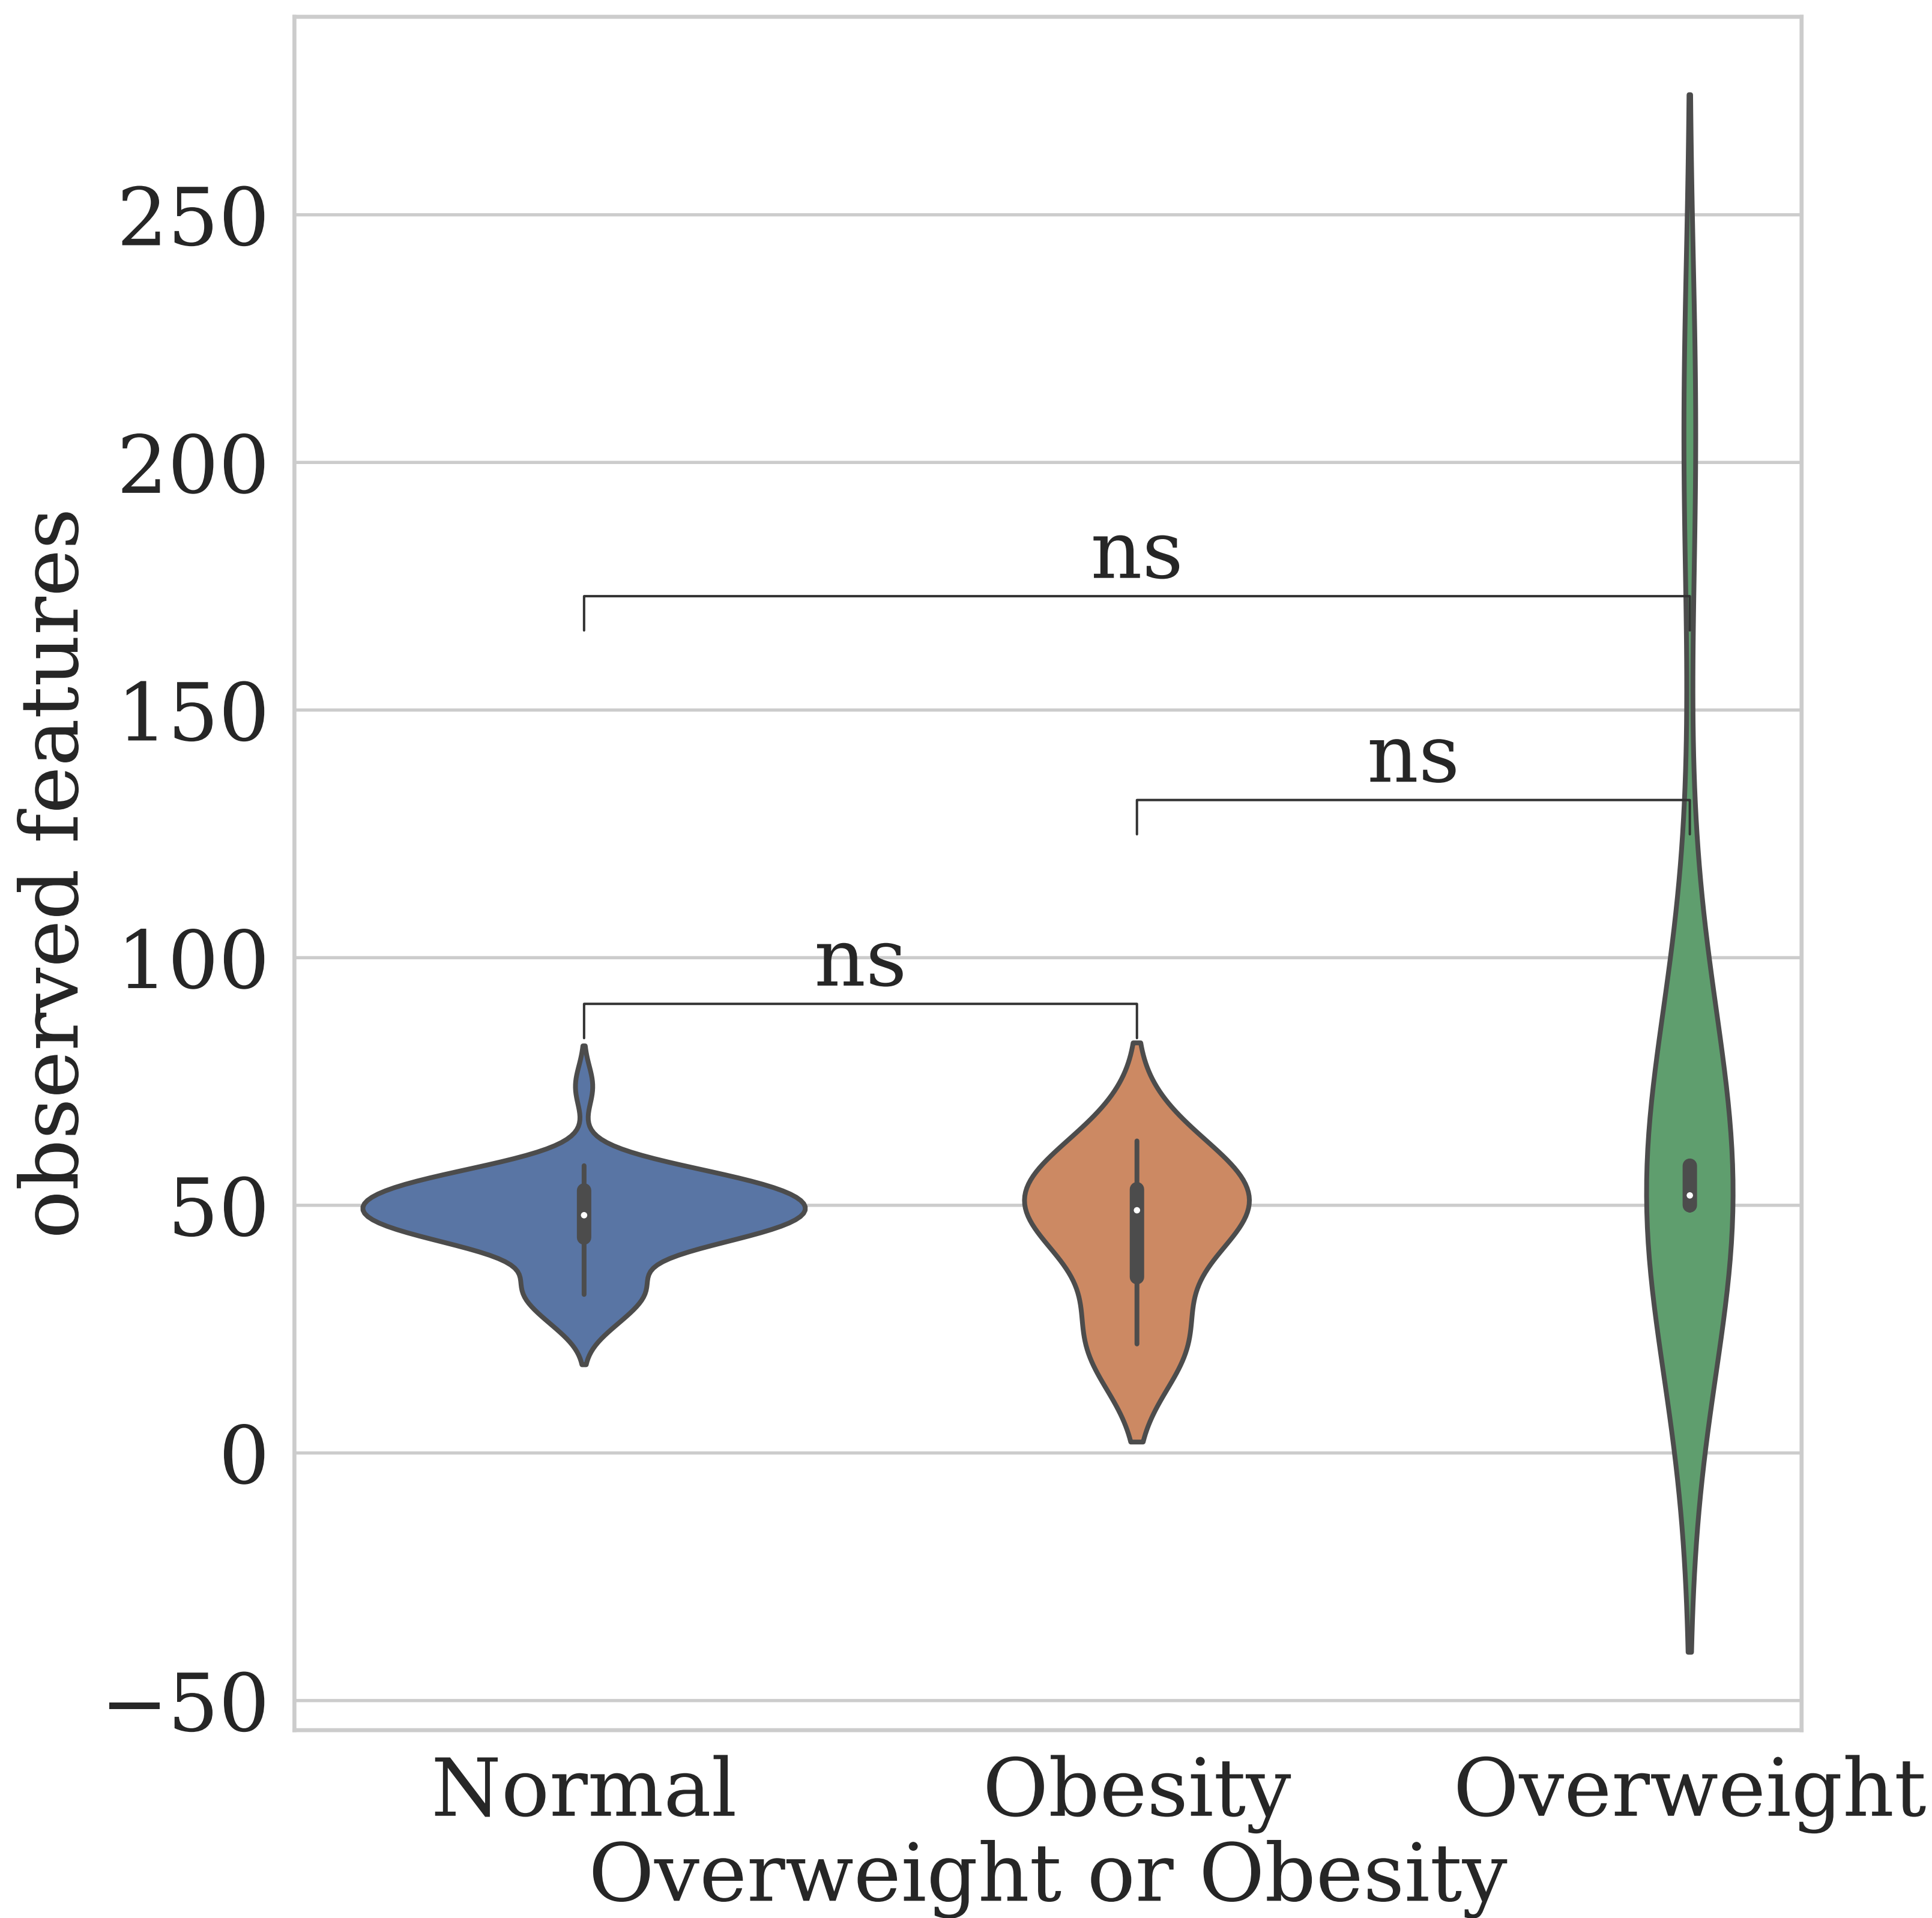 observed features
250
200
150
100
50
0
−50
ns
ns
ns
Normal
Obesity
Overweight
Overweight or Obesity